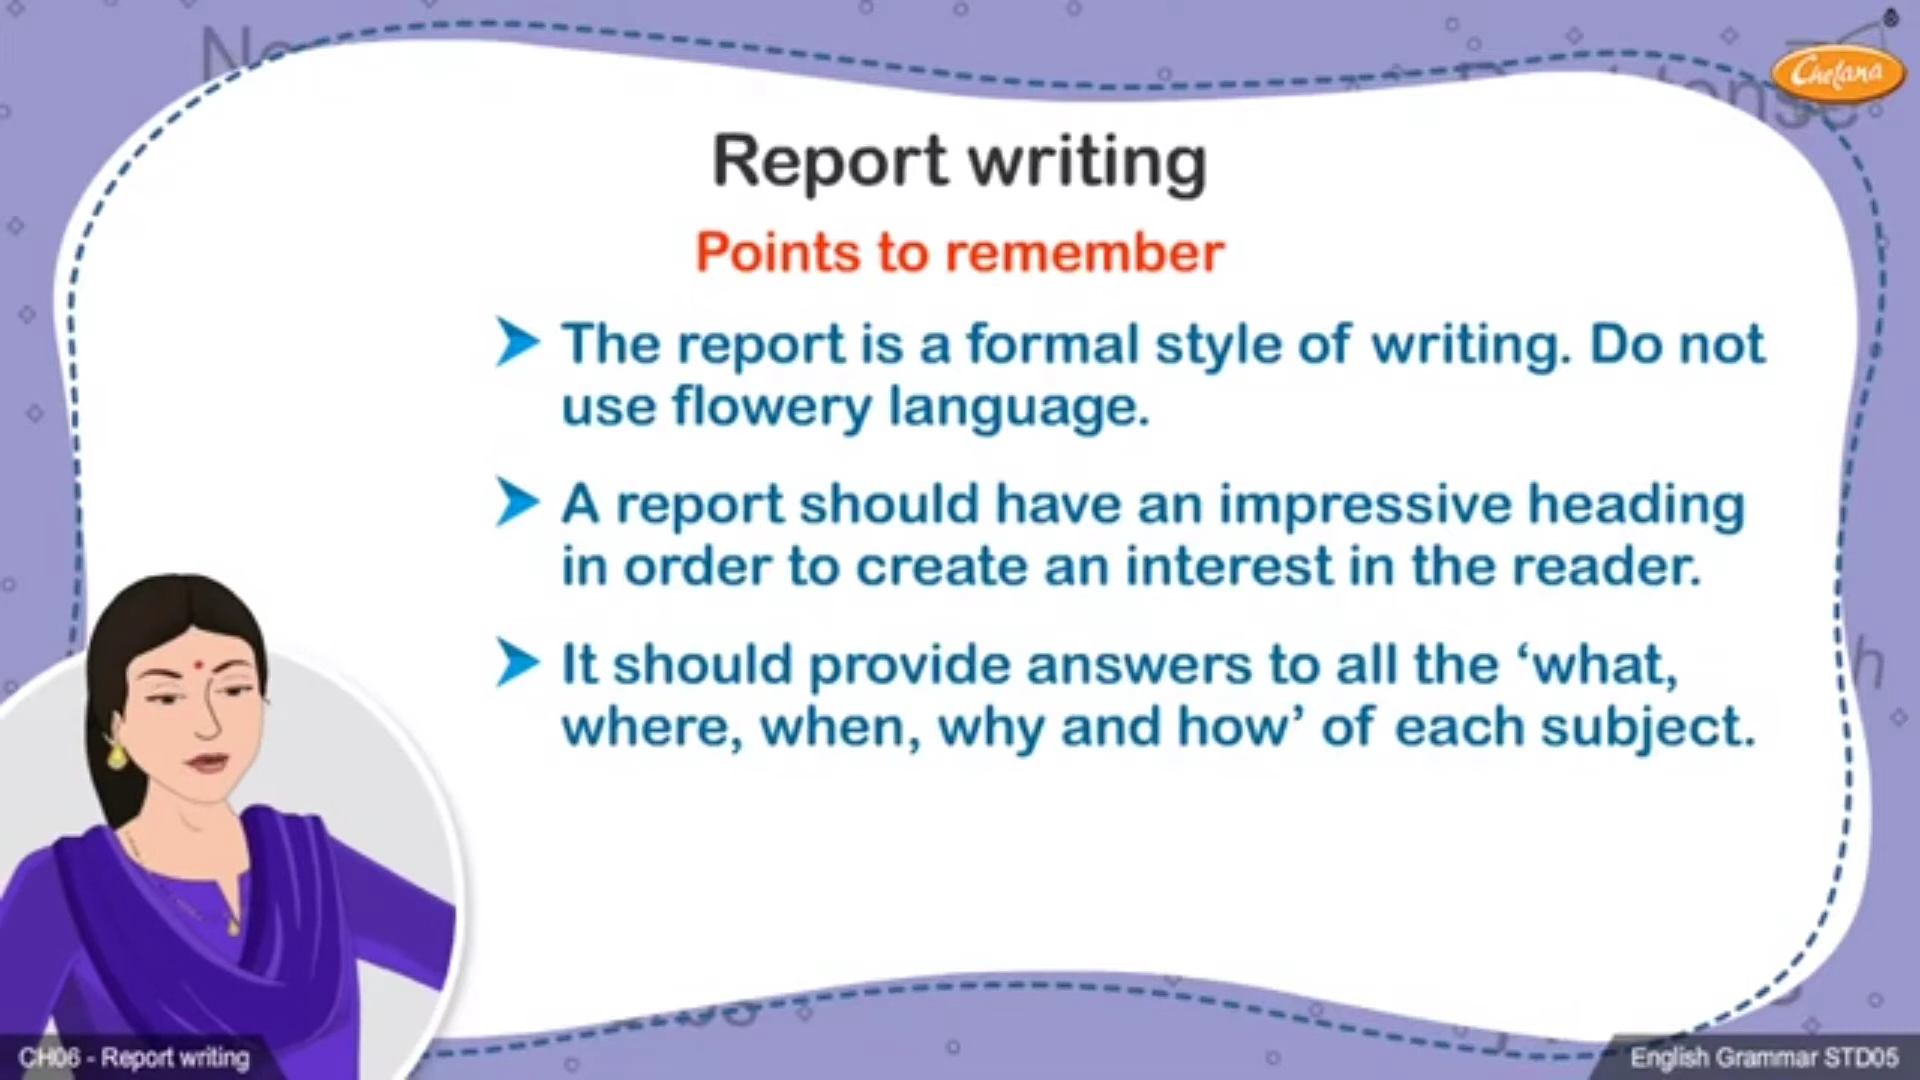 Chetana
Report writing
Points to remember
The report is a formal style of writing. Do not
use flowery language.
A report should have an impressive heading
in order to create an interest in the reader.
It should provide answers to all the ‘what,
where, when, why and how’ of each subject.
CH06 - Report writing
English Grammar STD05